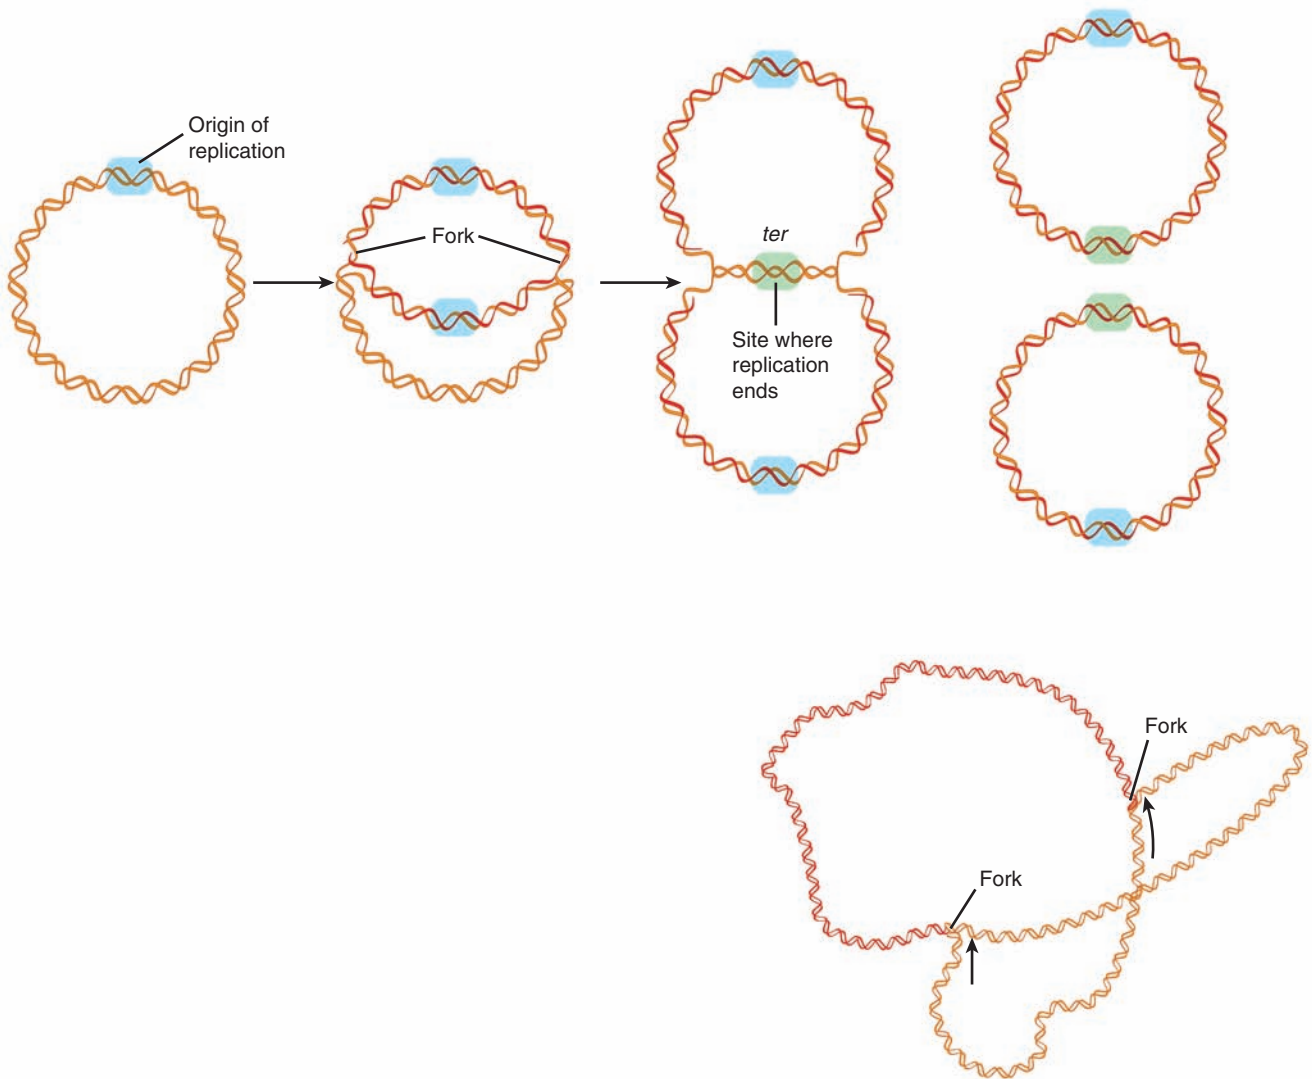 Origin of
replication
Fork
ter
Site where
replication
ends
Fork
Fork